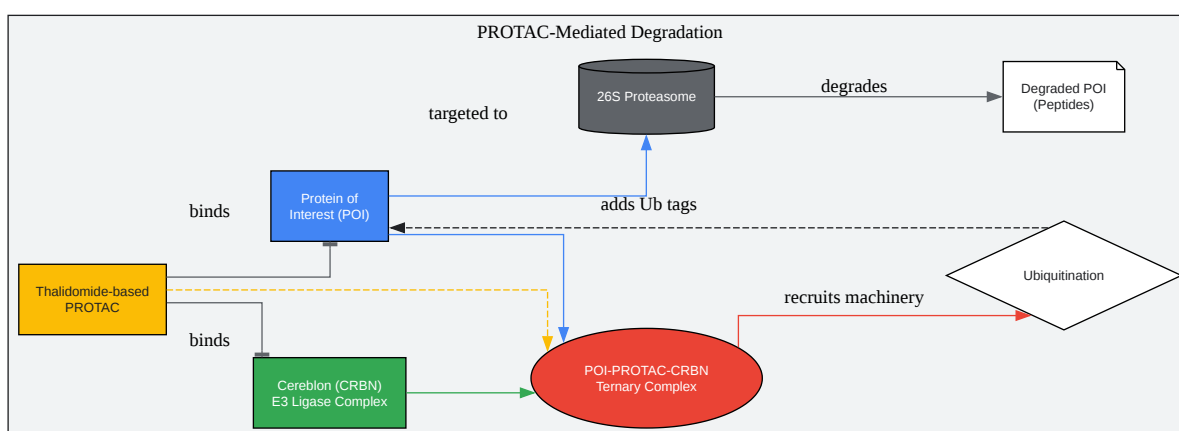 PROTAC-Mediated Degradation
26S Proteasome
degrades
Degraded POI
(Peptides)
targeted to
Protein of
Interest (POI)
binds
adds Ub tags
Thalidomide-based
PROTAC
Ubiquitination
recruits machinery
binds
Cereblon (CRBN)
E3 Ligase Complex
POI-PROTAC-CRBN
Ternary Complex